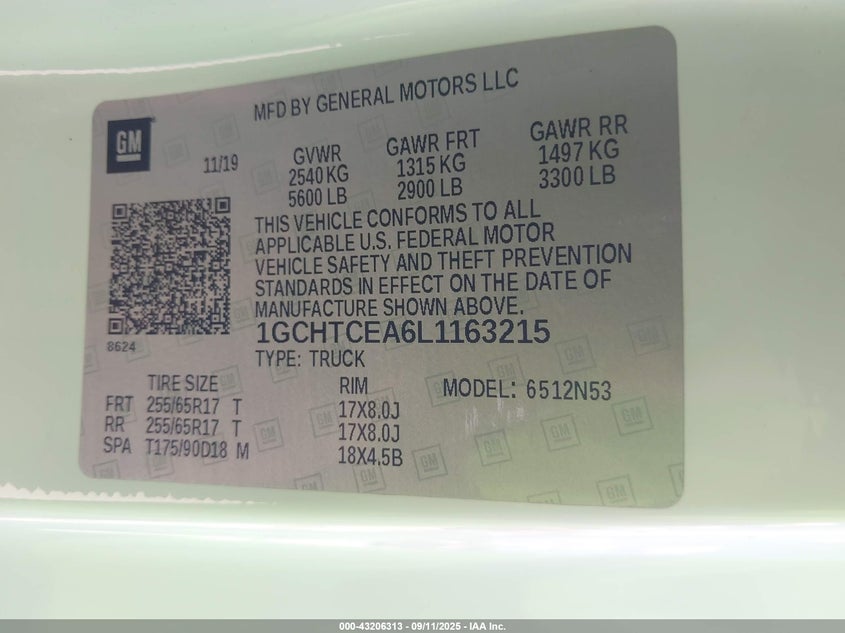 MFD BY GENERAL MOTORS LLC
GM
11/19
GVWR GAWR FRT GAWR RR
2540 KG 1315 KG 1497 KG
5600 LB 2900 LB 3300 LB
THIS VEHICLE CONFORMS TO ALL
APPLICABLE U.S. FEDERAL MOTOR
VEHICLE SAFETY AND THEFT PREVENTION
STANDARDS IN EFFECT ON THE DATE OF
MANUFACTURE SHOWN ABOVE.
8624
1GCHTCEA6L1163215
TYPE: TRUCK
TIRE SIZE RIM MODEL: 6512N53
FRT 255/65R17 T 17X8.0J
RR 255/65R17 T 17X8.0J
SPA T175/90D18 M 18X4.5B
000-43206313 - 09/11/2025 - IAA Inc.